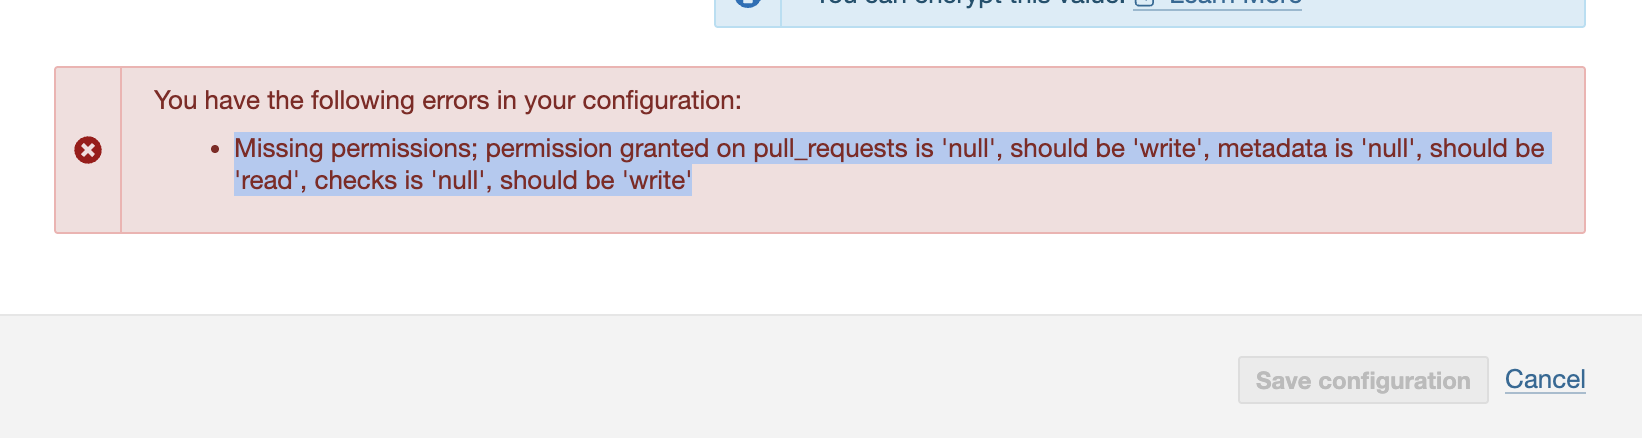 You can encrypt this value. Learn More
You have the following errors in your configuration:
Missing permissions; permission granted on pull_requests is 'null', should be 'write', metadata is 'null', should be
'read', checks is 'null', should be 'write'
Save configuration Cancel